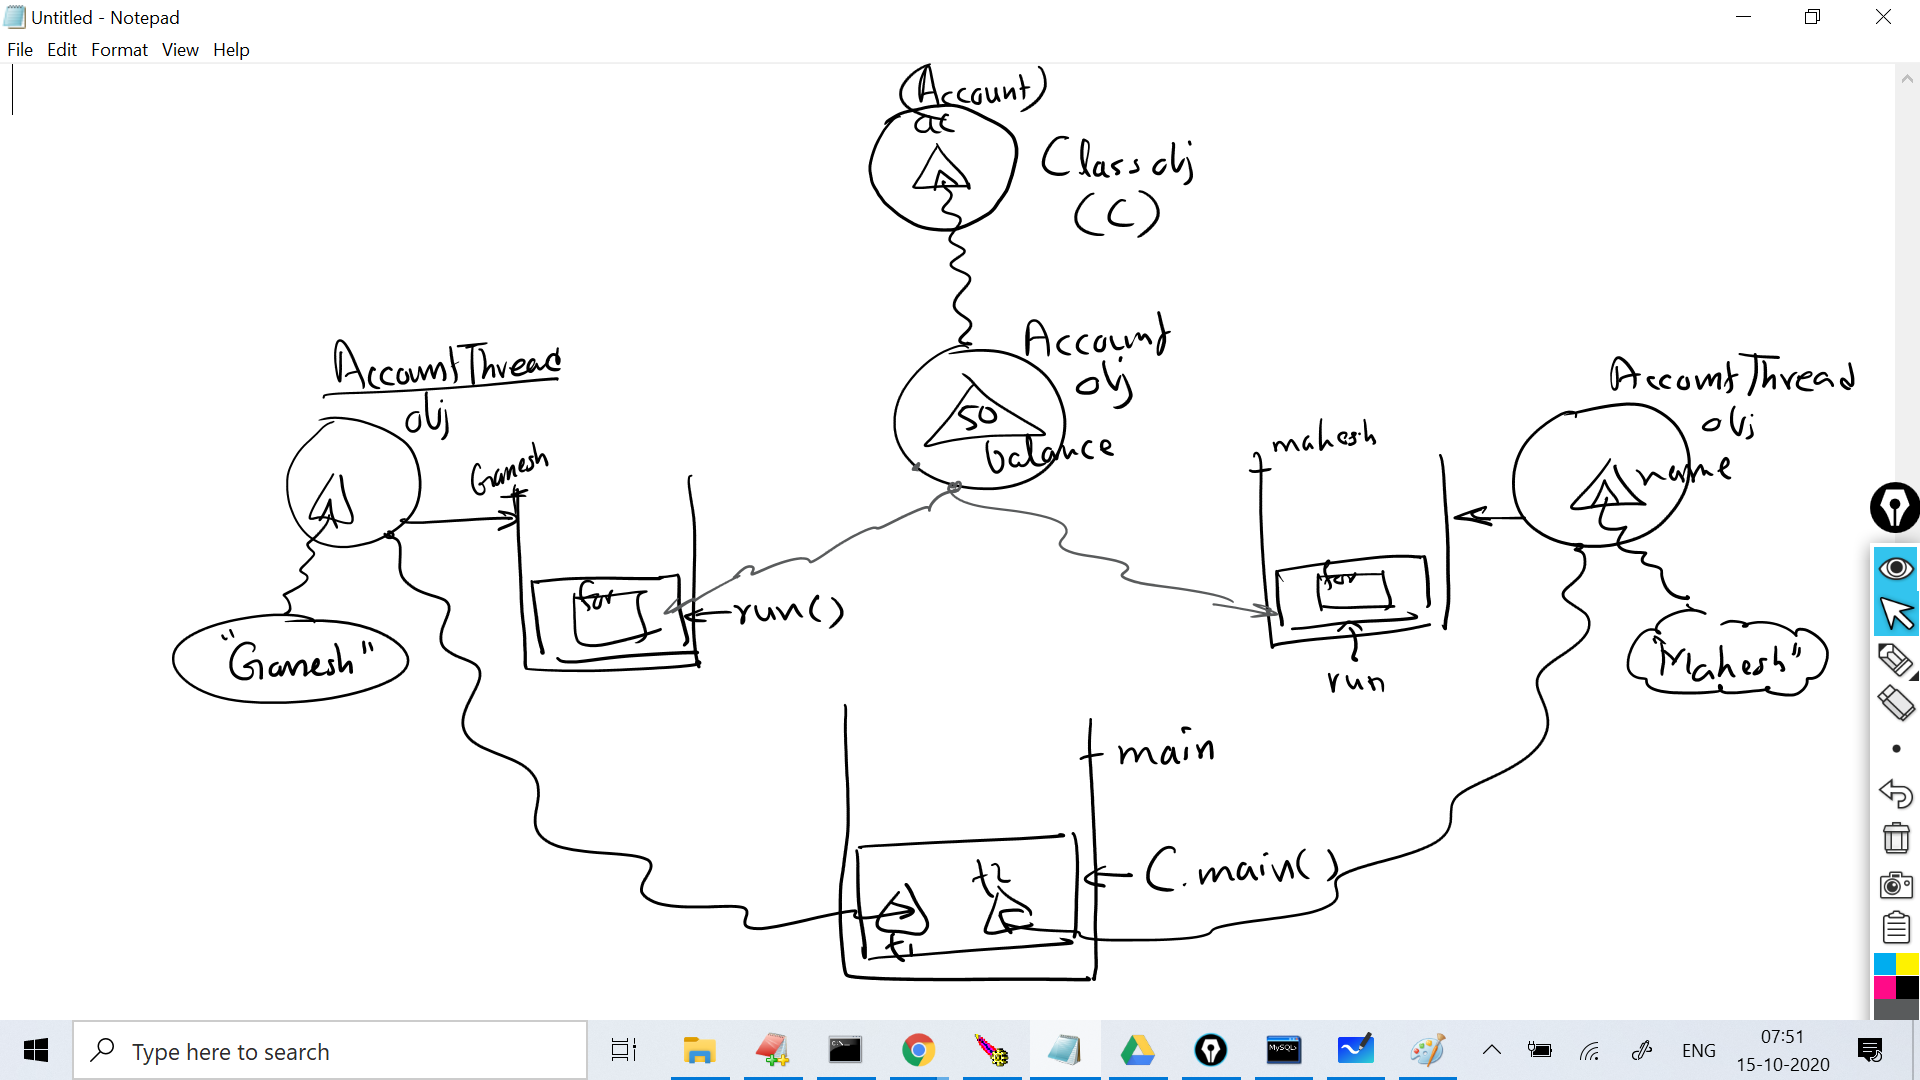 Untitled - Notepad
File Edit Format View Help
(Account)
ac
Class obj
(C)
Account
obj
50
balance
AccountThread
obj
Ganesh
for
run()
"Ganesh"
mahesh
for
run
AccountThread
obj
name
"Mahesh"
main
C.main()
t2
t1
Type here to search
C:\_
MySQL
ENG
07:51
15-10-2020